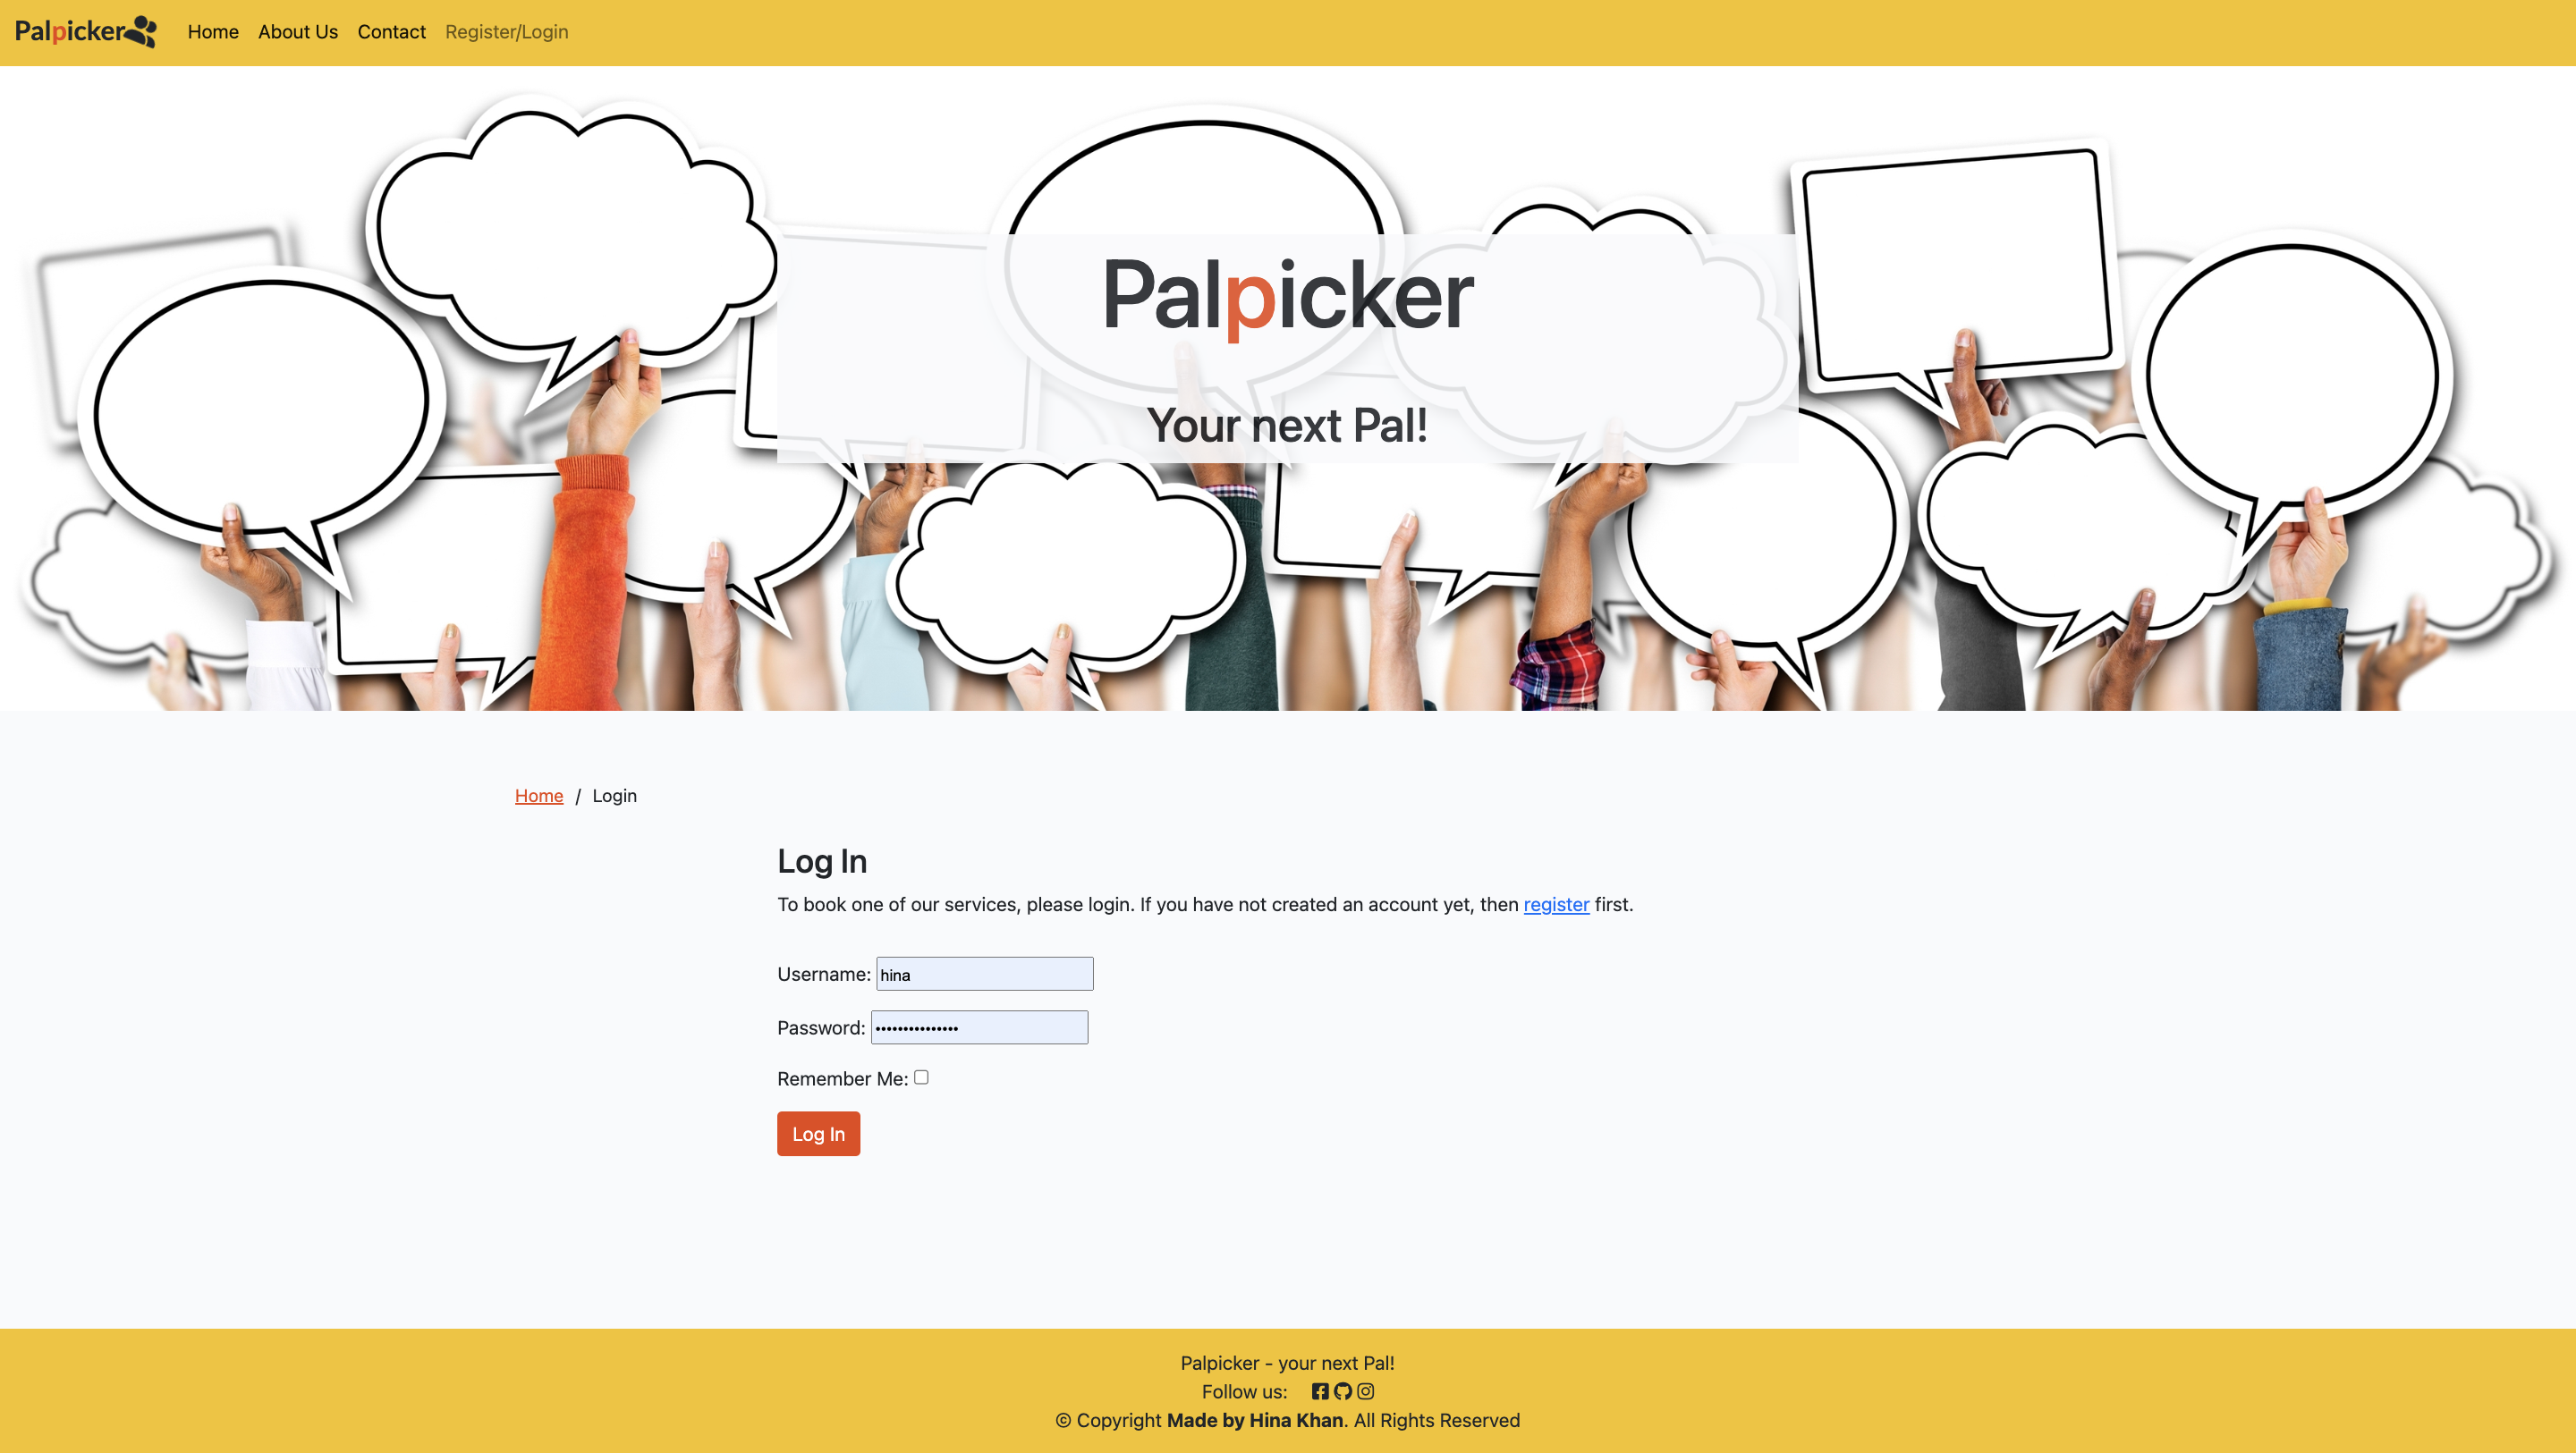 Palpicker Home About Us Contact Register/Login
Palpicker
Your next Pal!
Home / Login
Log In
To book one of our services, please login. If you have not created an account yet, then register first.
Username: hina
Password: •••••••••••••••
Remember Me:
Log In
Palpicker - your next Pal!
Follow us:
© Copyright Made by Hina Khan. All Rights Reserved